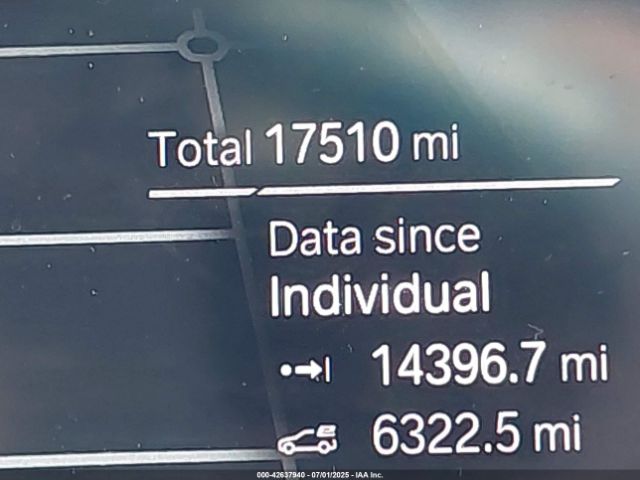 Total 17510 mi
Data since
Individual
14396.7 mi
6322.5 mi
000-42637940 - 07/01/2025 - IAA Inc.